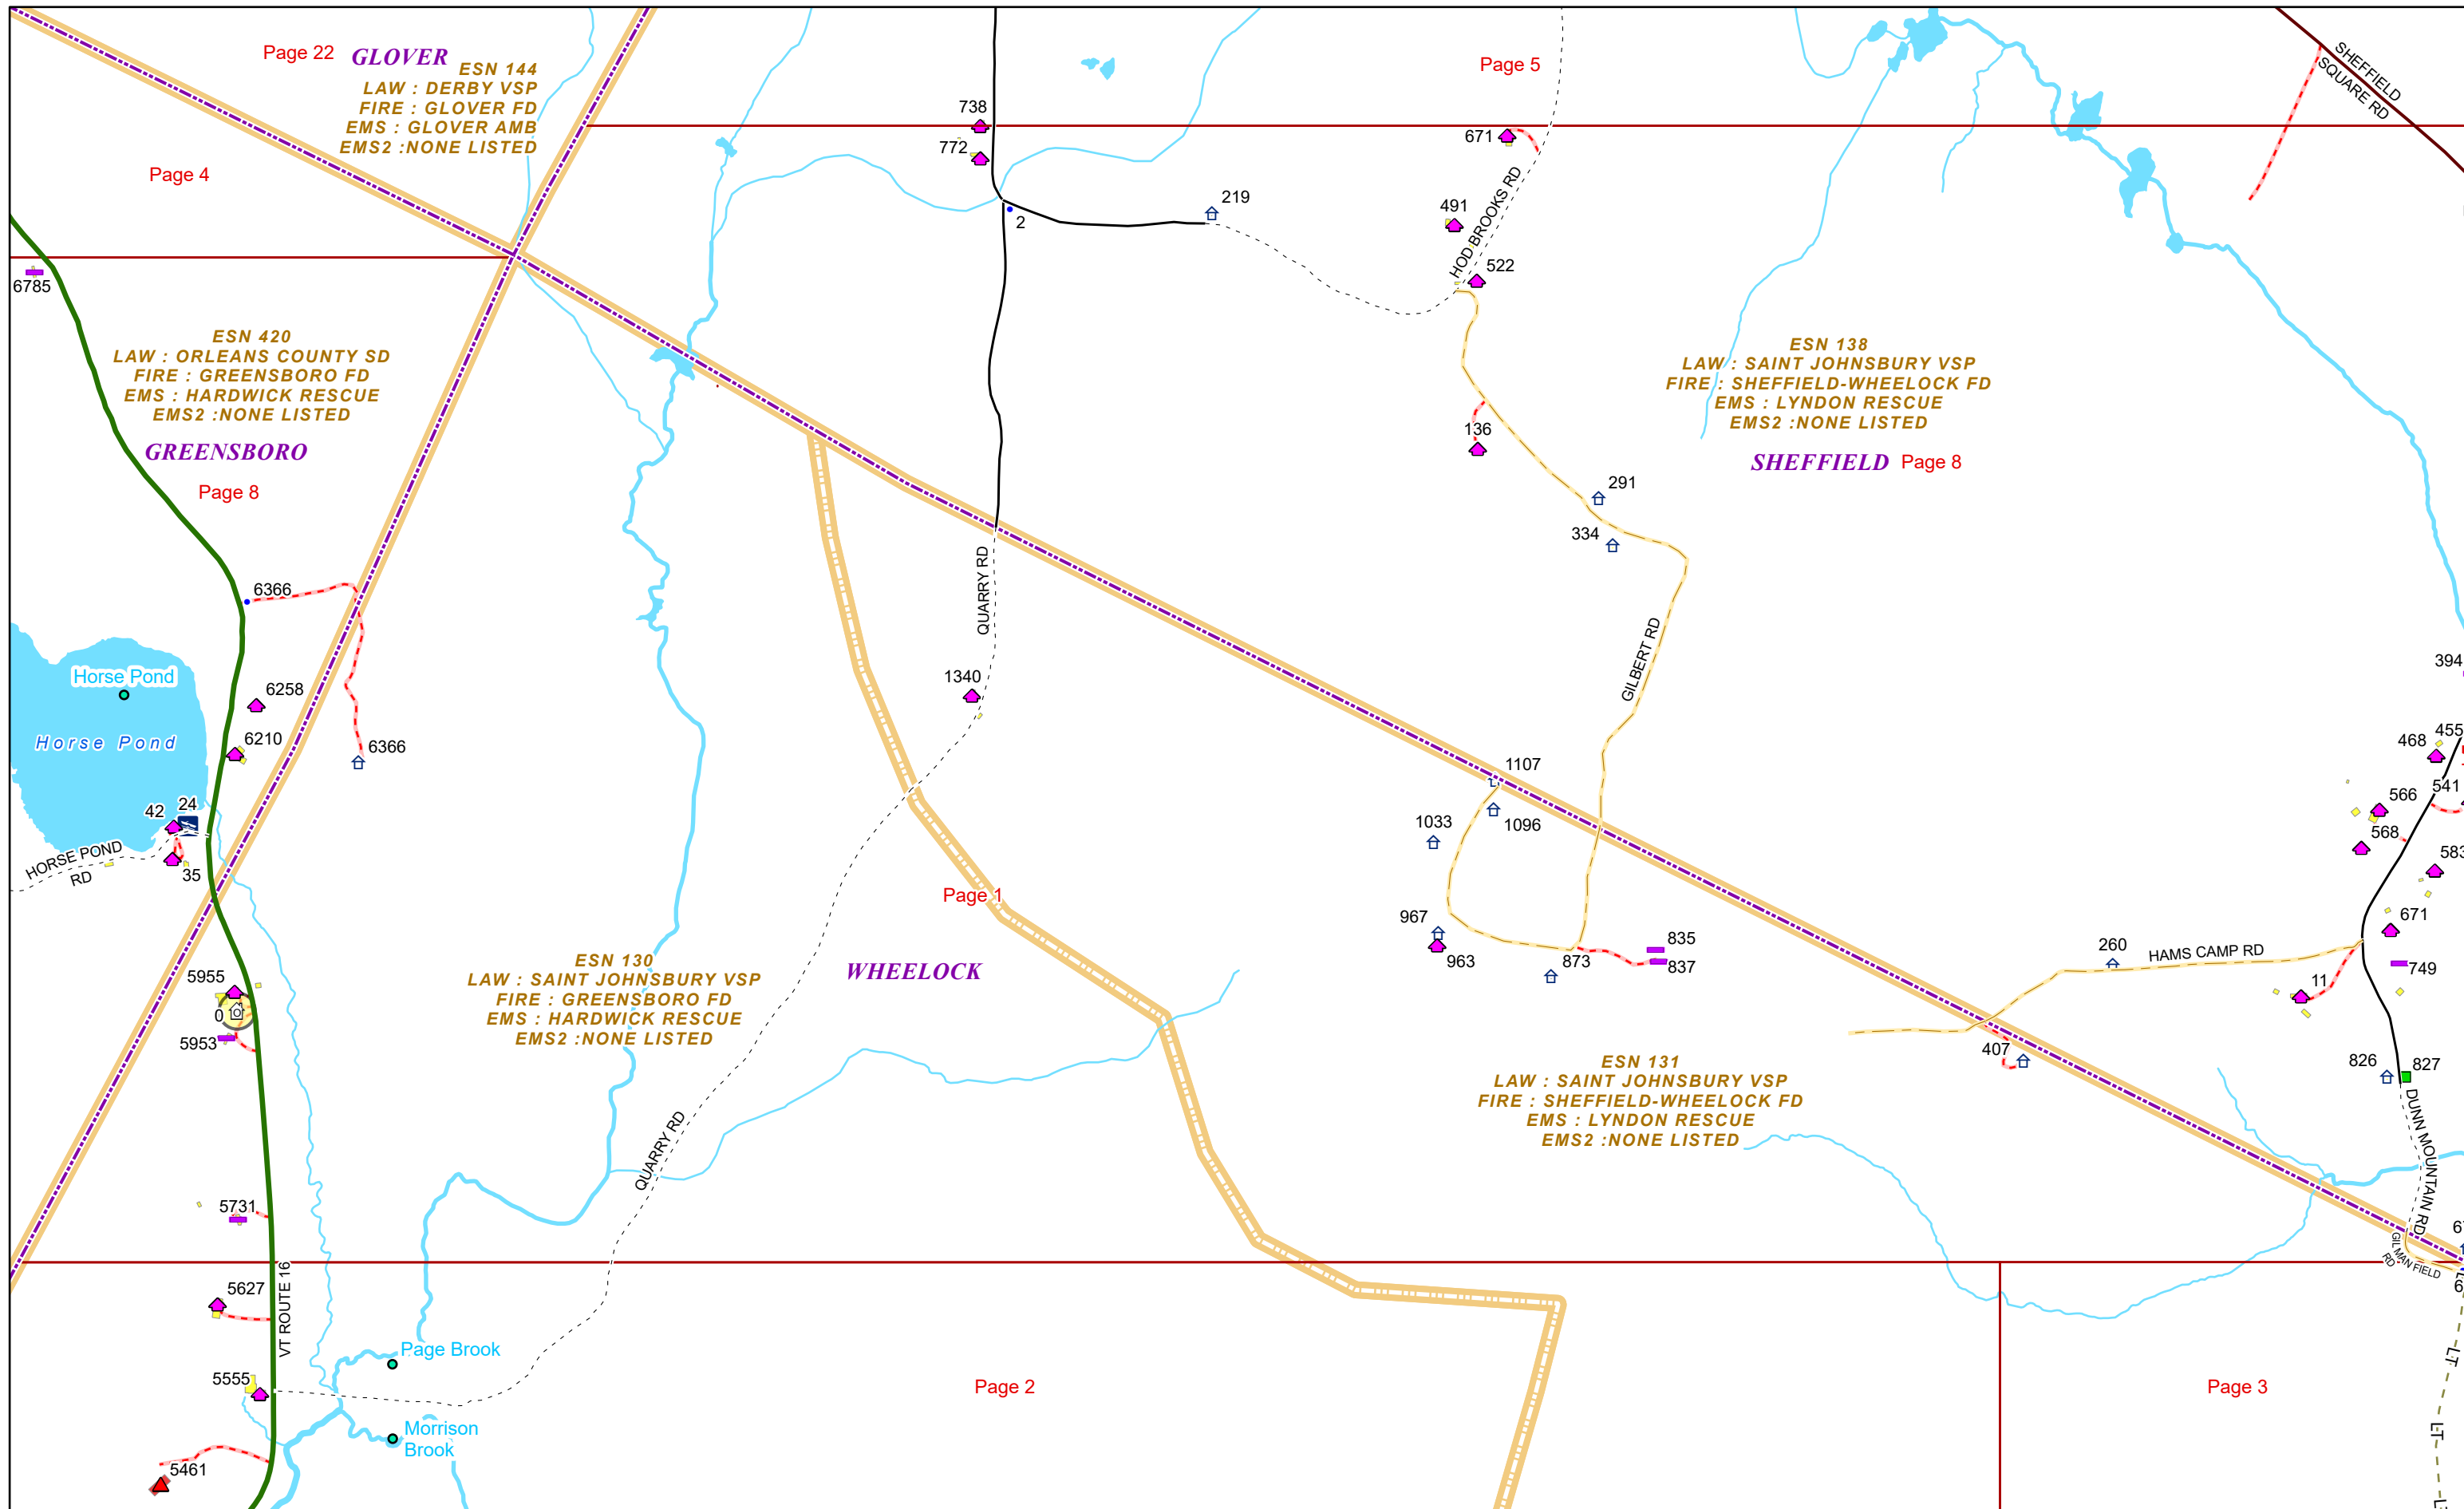 Page 22
GLOVER
ESN 144
LAW : DERBY VSP
FIRE : GLOVER FD
EMS : GLOVER AMB
EMS2 :NONE LISTED
Page 4
Page 5
SHEFFIELD
SQUARE RD
738
772
671
2
219
491
HOD BROOKS RD
522
6785
ESN 420
LAW : ORLEANS COUNTY SD
FIRE : GREENSBORO FD
EMS : HARDWICK RESCUE
EMS2 :NONE LISTED
GREENSBORO
Page 8
ESN 138
LAW : SAINT JOHNSBURY VSP
FIRE : SHEFFIELD-WHEELOCK FD
EMS : LYNDON RESCUE
EMS2 :NONE LISTED
SHEFFIELD
Page 8
136
291
334
QUARRY RD
GILBERT RD
6366
Horse Pond
Horse Pond
6258
6210
6366
1340
42
24
HORSE POND
RD
35
1107
1096
1033
967
963
873
835
837
394
455
468
541
566
568
583
671
749
260
HAMS CAMP RD
11
407
826
827
DUNN MOUNTAIN RD
GILMAN FIELD
RD
Page 1
WHEELOCK
ESN 130
LAW : SAINT JOHNSBURY VSP
FIRE : GREENSBORO FD
EMS : HARDWICK RESCUE
EMS2 :NONE LISTED
ESN 131
LAW : SAINT JOHNSBURY VSP
FIRE : SHEFFIELD-WHEELOCK FD
EMS : LYNDON RESCUE
EMS2 :NONE LISTED
5955
0
5953
QUARRY RD
5731
5627
VT ROUTE 16
5555
Page Brook
Morrison
Brook
5461
Page 2
Page 3
LT
LT